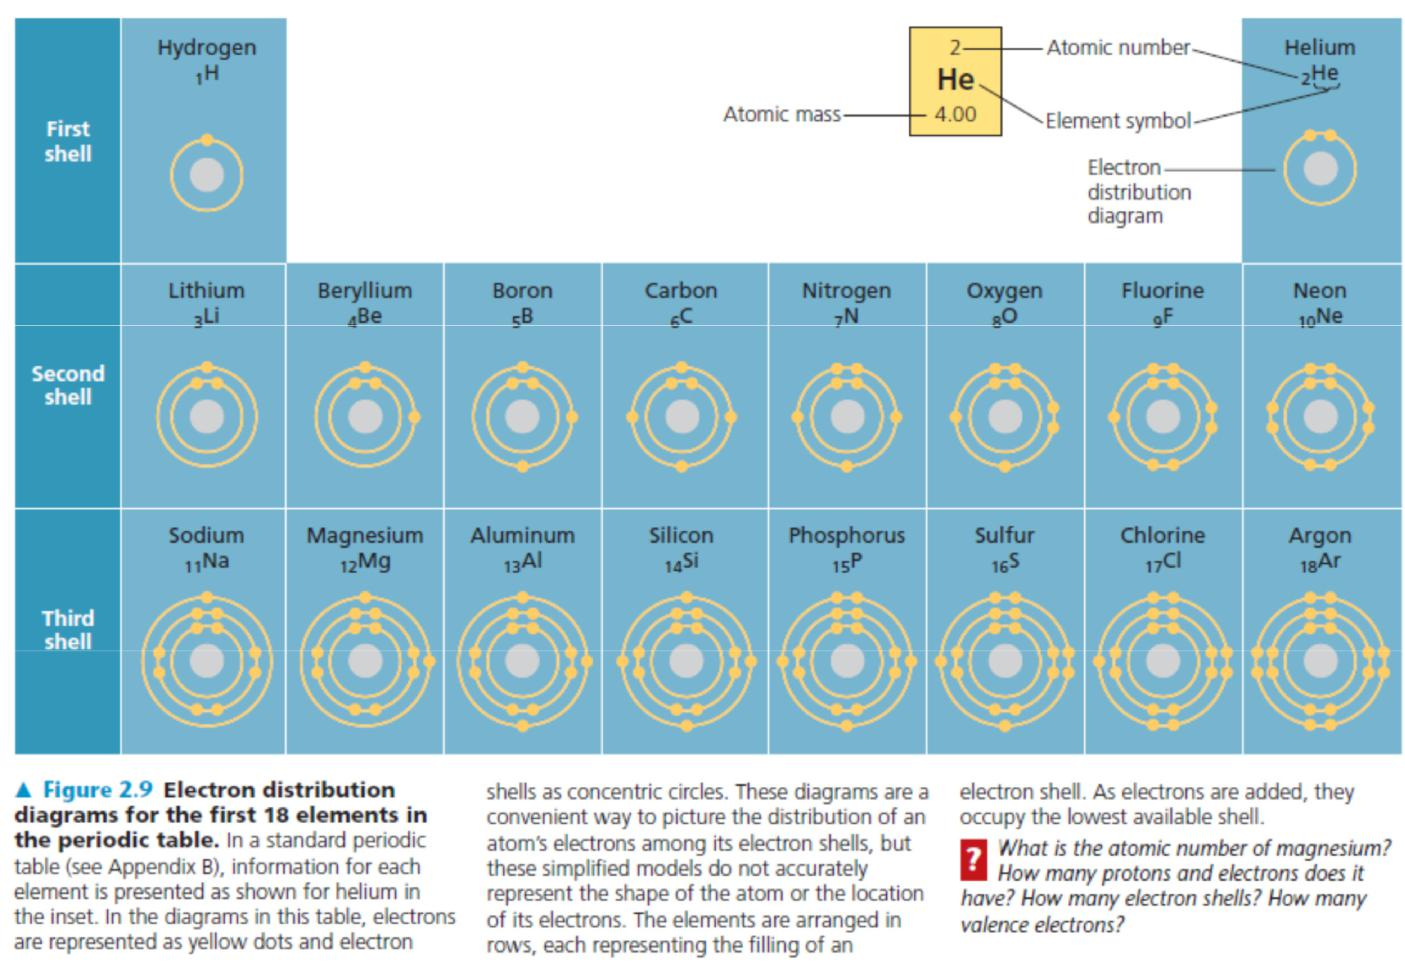 Hydrogen
1H
2
He
4.00
Atomic number
Atomic mass
Element symbol
Electron
distribution
diagram
Helium
2He
First
shell
Lithium
3Li
Beryllium
4Be
Boron
5B
Carbon
6C
Nitrogen
7N
Oxygen
8O
Fluorine
9F
Neon
10Ne
Second
shell
Sodium
11Na
Magnesium
12Mg
Aluminum
13Al
Silicon
14Si
Phosphorus
15P
Sulfur
16S
Chlorine
17Cl
Argon
18Ar
Third
shell
▲ Figure 2.9 Electron distribution
diagrams for the first 18 elements in
the periodic table. In a standard periodic
table (see Appendix B), information for each
element is presented as shown for helium in
the inset. In the diagrams in this table, electrons
are represented as yellow dots and electron
shells as concentric circles. These diagrams are a
convenient way to picture the distribution of an
atom's electrons among its electron shells, but
these simplified models do not accurately
represent the shape of the atom or the location
of its electrons. The elements are arranged in
rows, each representing the filling of an
electron shell. As electrons are added, they
occupy the lowest available shell.
? What is the atomic number of magnesium?
How many protons and electrons does it
have? How many electron shells? How many
valence electrons?